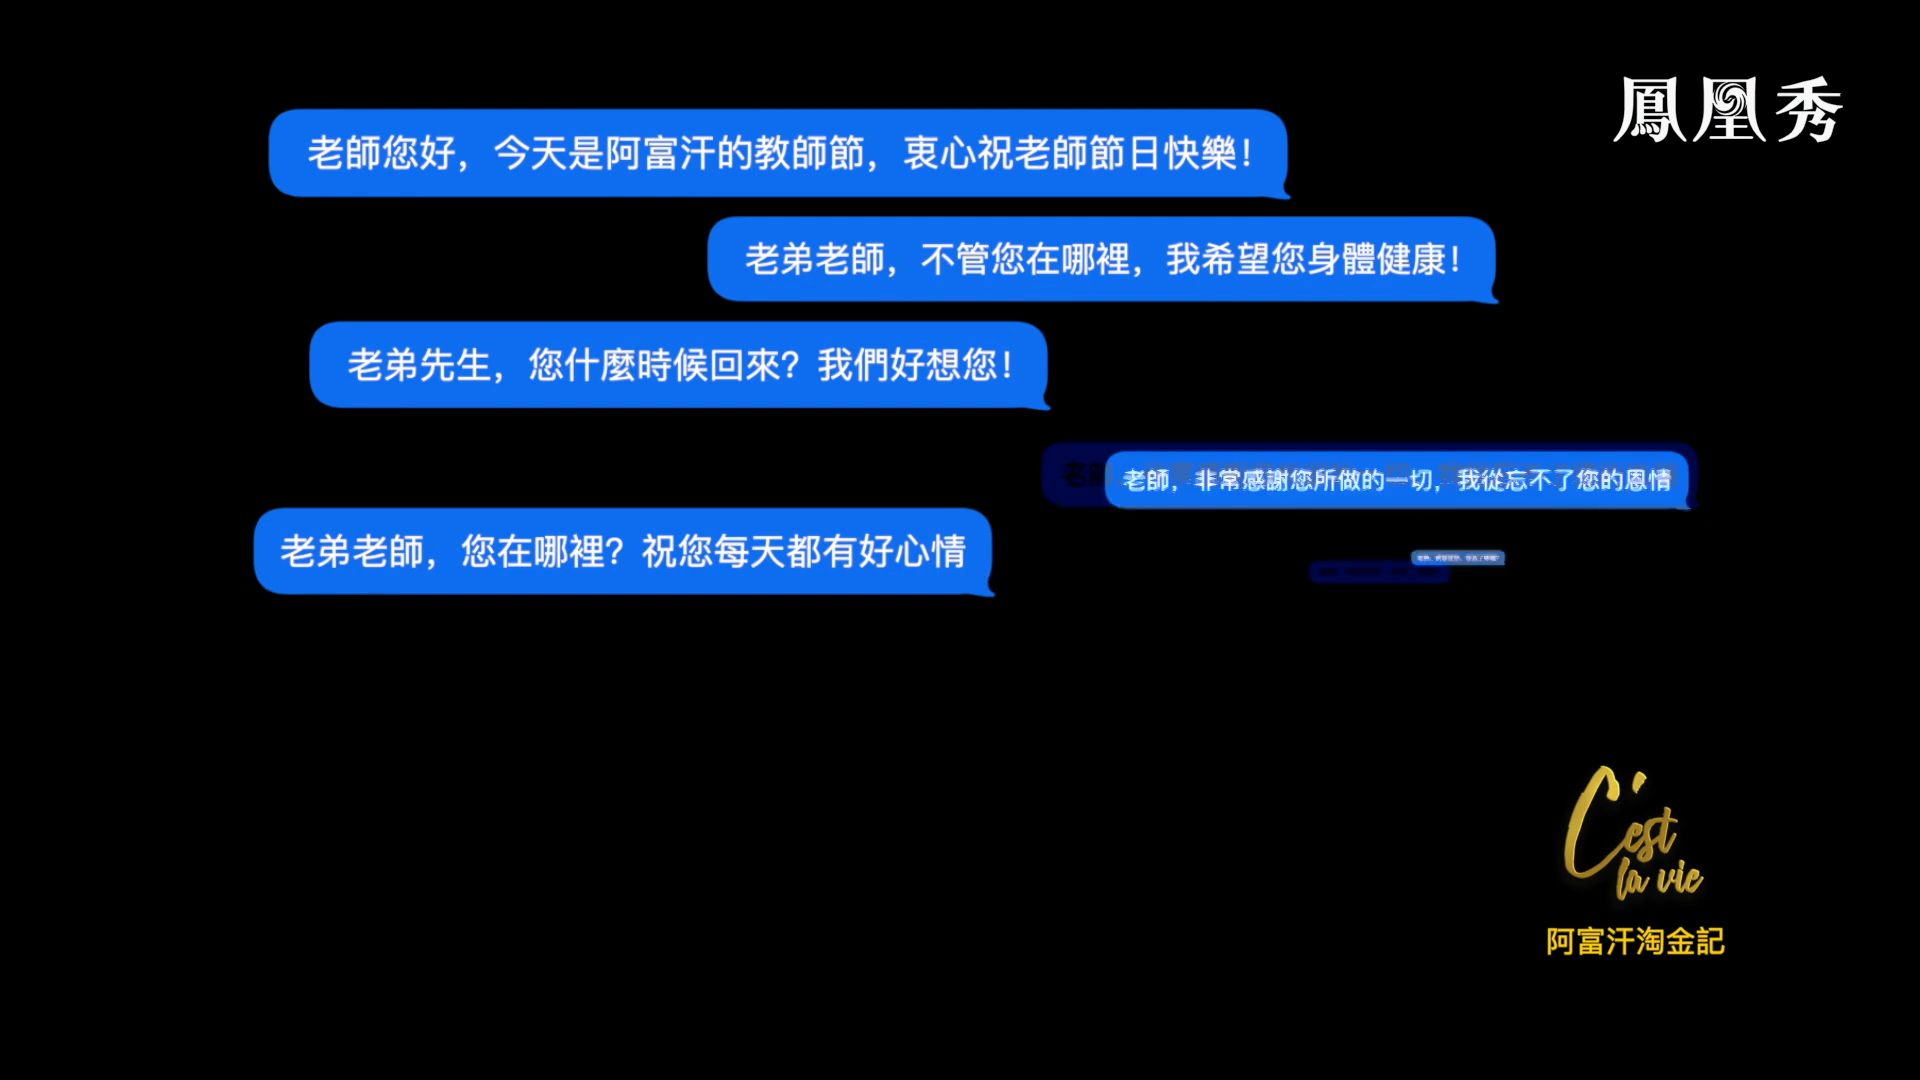 鳳凰秀
老師您好，今天是阿富汗的教師節，衷心祝老師節日快樂！
老弟老師，不管您在哪裡，我希望您身體健康！
老弟先生，您什麼時候回來？我們好想您！
老師，非常感謝您所做的一切，我從忘不了您的恩情
老弟老師，您在哪裡？祝您每天都有好心情
C'est
la vie
阿富汗淘金記